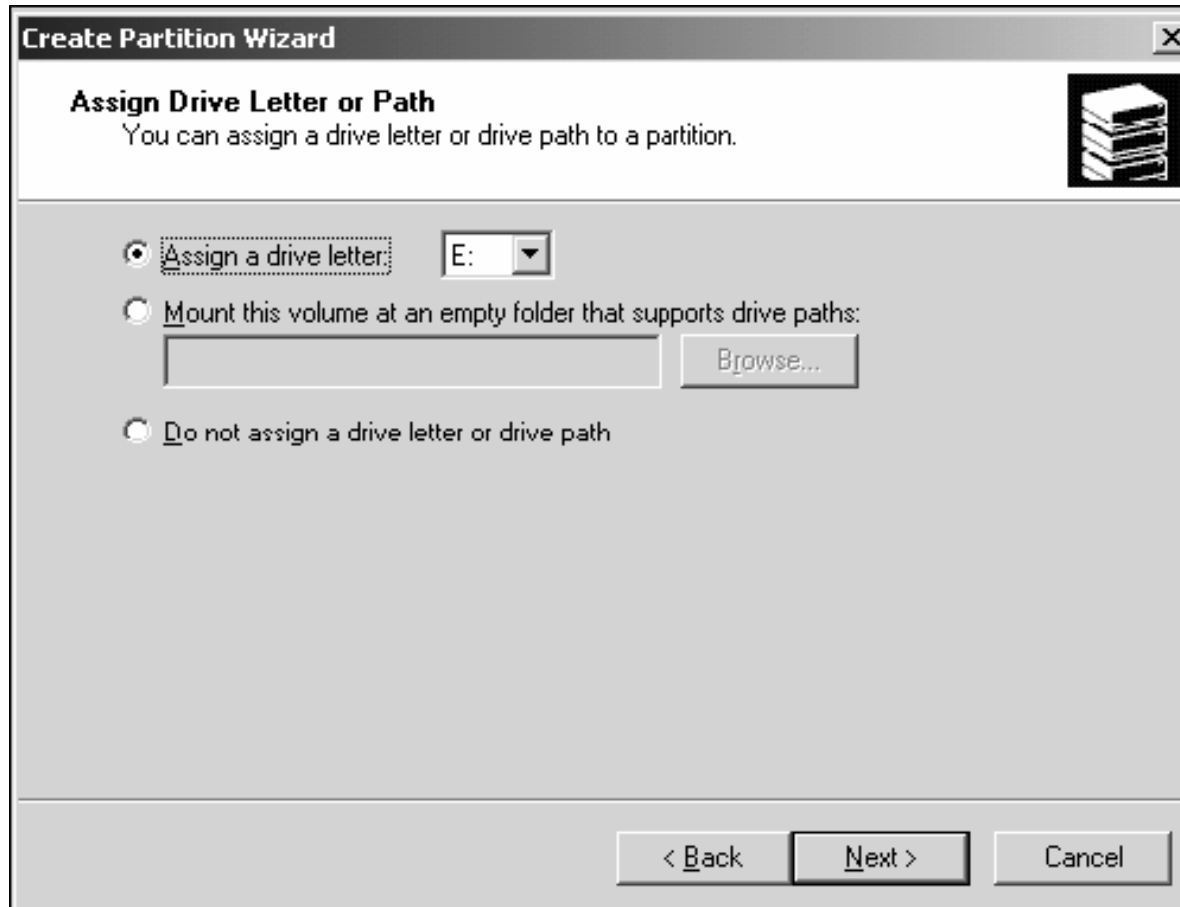 Create Partition Wizard
Assign Drive Letter or Path
You can assign a drive letter or drive path to a partition.
Assign a drive letter: E:
Mount this volume at an empty folder that supports drive paths:
Browse...
Do not assign a drive letter or drive path
< Back Next > Cancel